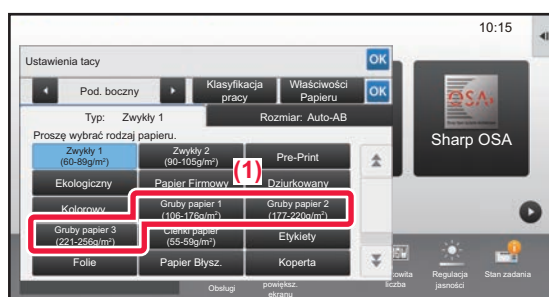 10:15
Ustawienia tacy
OK
Pod. boczny
Klasyfikacja
pracy
Właściwości
Papieru
OK
Typ: Zwykły 1
Rozmiar: Auto-AB
Proszę wybrać rodzaj papieru.
Zwykły 1
(60-89g/m²)
Zwykły 2
(90-105g/m²)
Pre-Print
(1)
Ekologiczny
Papier Firmowy
Dziurkowany
Kolorowy
Gruby papier 1
(106-176g/m²)
Gruby papier 2
(177-220g/m²)
Gruby papier 3
(221-256g/m²)
Cienki papier
(55-59g/m²)
Etykiety
Folie
Papier Błysz.
Koperta
Sharp OSA
Obsługi
powiększ.
ekranu
liczba
Regulacja
jasności
Stan zadania